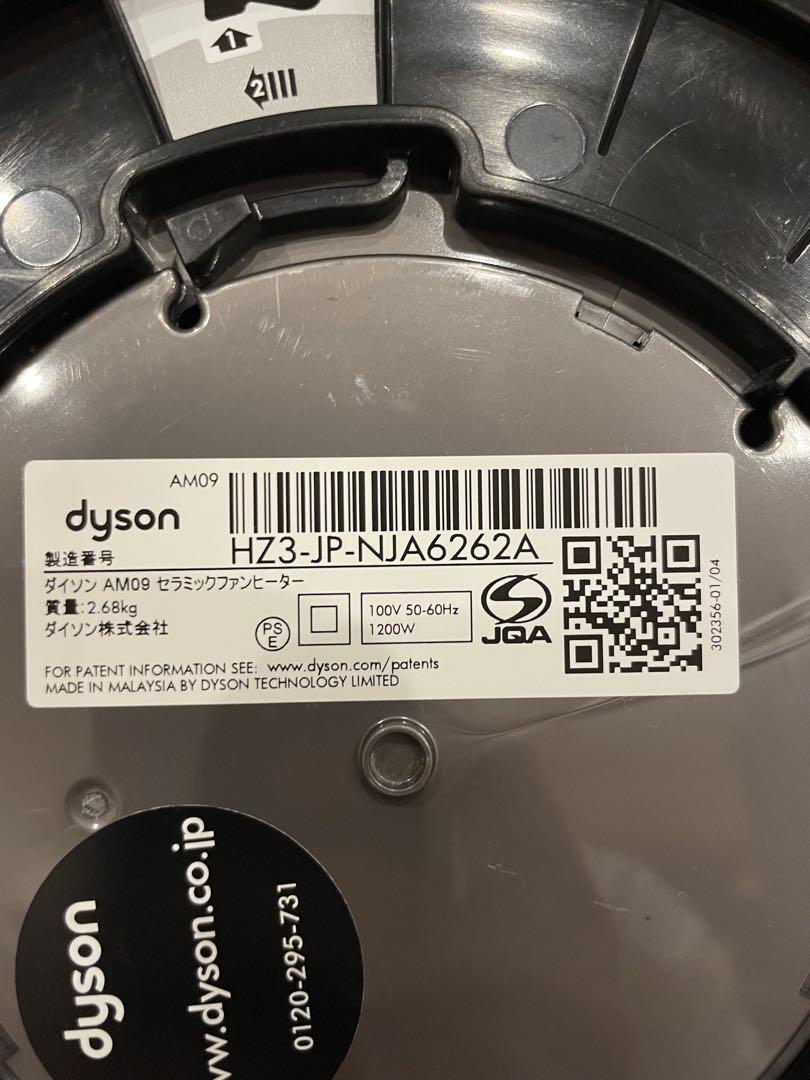 1
2
AM09
dyson
HZ3-JP-NJA6262A
製造番号
ダイソン AM09 セラミックファンヒーター
質量:2.68kg
ダイソン株式会社
PS
E
100V 50-60Hz
1200W
JQA
302356-01/04
FOR PATENT INFORMATION SEE: www.dyson.com/patents
MADE IN MALAYSIA BY DYSON TECHNOLOGY LIMITED
dyson
ww.dyson.co.jp
0120-295-731